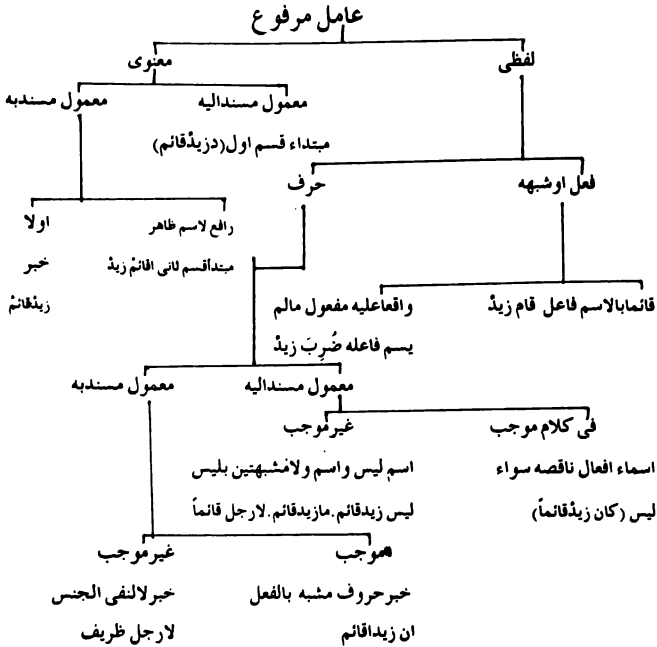 عامل مرفوع
معنوی
لفظی
معمول مسندبه
معمول مسندالیه
مبتداء قسم اول(دزیدٌقائم)
حرف
فعل اوشبهه
اولا
رافع لاسم ظاهر
خبر
مبتدأقسم ثانی اقائمٌ زیدٌ
زیدٌقائمٌ
واقعاعلیه مفعول مالم
قائمابالاسم فاعل قام زیدٌ
یسم فاعله ضُرِبَ زیدٌ
معمول مسندبه
معمول مسندالیه
غیرموجب
فی کلام موجب
اسم لیس واسم ولامشبهتین بلیس
اسماء افعال ناقصه سواء
لیس زیدقائم.مازیدقائم.لارجل قائماً
لیس (کان زیدٌقائماً)
غیرموجب
موجب
خبرلالنفی الجنس
خبرحروف مشبه بالفعل
لارجل ظریف
ان زیداقائم